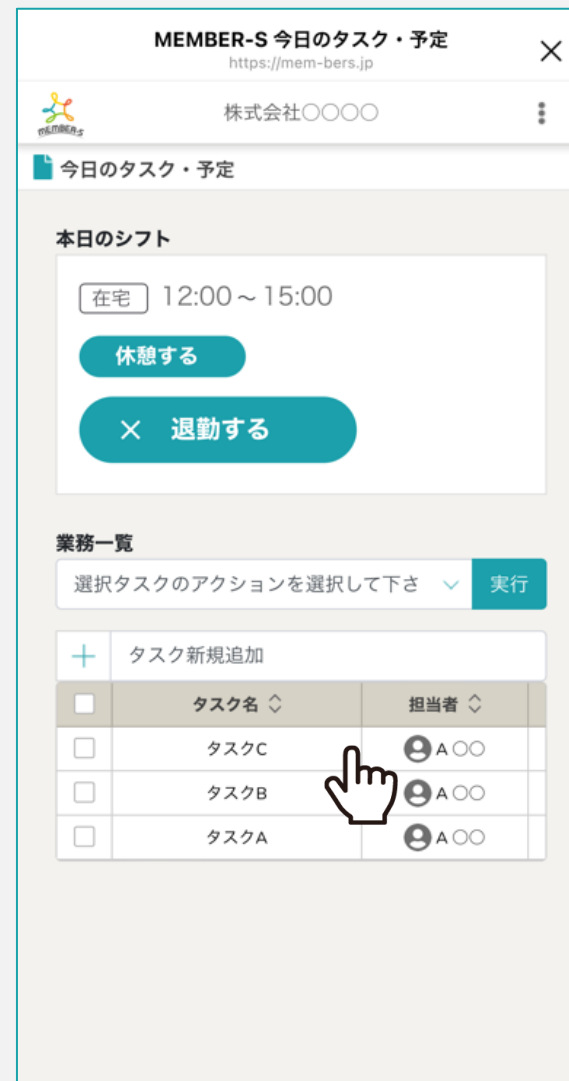 MEMBER-S 今日のタスク・予定
https://mem-bers.jp
MEMBER-S
株式会社〇〇〇〇
今日のタスク・予定
本日のシフト
在宅 12:00～15:00
休憩する
× 退勤する
業務一覧
選択タスクのアクションを選択して下さ 実行
＋ タスク新規追加
タスク名 担当者
タスクC A〇〇
タスクB A〇〇
タスクA A〇〇